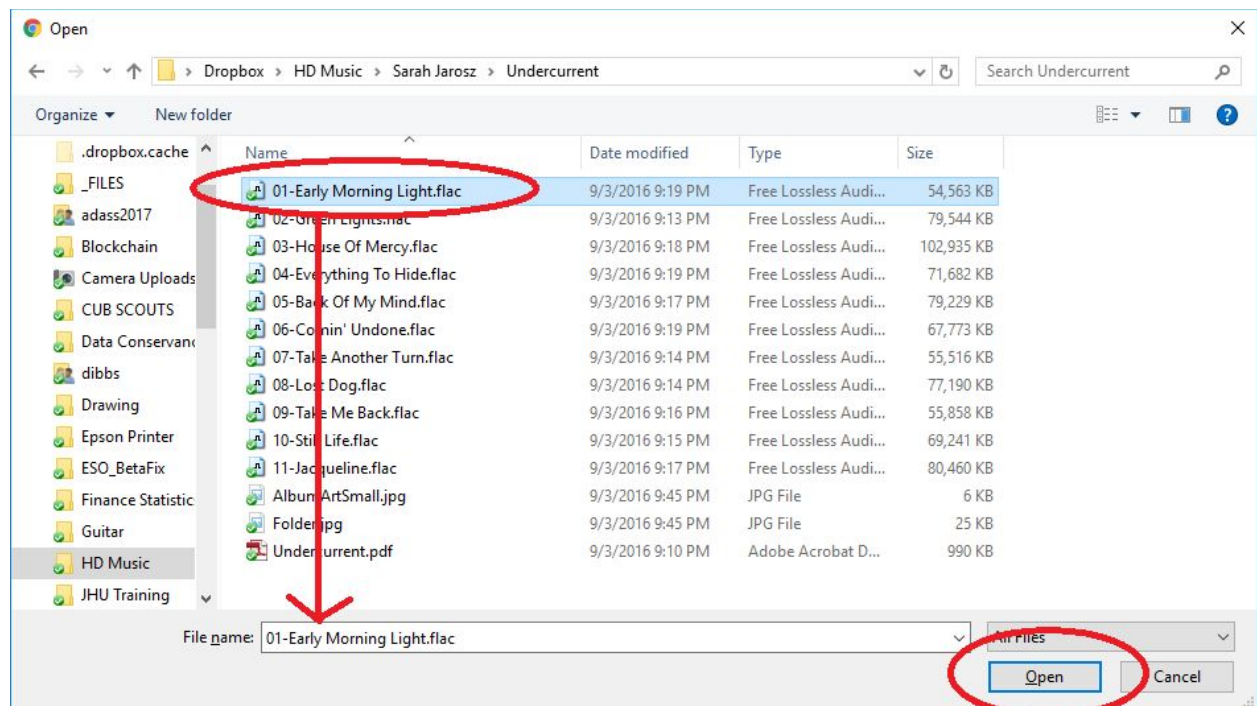 Open
Dropbox > HD Music > Sarah Jarosz > Undercurrent
Search Undercurrent
Organize
New folder
Name
Date modified
Type
Size
.dropbox.cache
_FILES
adass2017
Blockchain
Camera Uploads
CUB SCOUTS
Data Conservanc
dibbs
Drawing
Epson Printer
ESO_BetaFix
Finance Statistic
Guitar
HD Music
JHU Training
01-Early Morning Light.flac 9/3/2016 9:19 PM Free Lossless Audi... 54,563 KB
02-Green Lights.flac 9/3/2016 9:13 PM Free Lossless Audi... 79,544 KB
03-House Of Mercy.flac 9/3/2016 9:18 PM Free Lossless Audi... 102,935 KB
04-Everything To Hide.flac 9/3/2016 9:19 PM Free Lossless Audi... 71,682 KB
05-Back Of My Mind.flac 9/3/2016 9:17 PM Free Lossless Audi... 79,229 KB
06-Comin' Undone.flac 9/3/2016 9:19 PM Free Lossless Audi... 67,773 KB
07-Take Another Turn.flac 9/3/2016 9:14 PM Free Lossless Audi... 55,516 KB
08-Lost Dog.flac 9/3/2016 9:14 PM Free Lossless Audi... 77,190 KB
09-Take Me Back.flac 9/3/2016 9:16 PM Free Lossless Audi... 55,858 KB
10-Still Life.flac 9/3/2016 9:15 PM Free Lossless Audi... 69,241 KB
11-Jacqueline.flac 9/3/2016 9:17 PM Free Lossless Audi... 80,460 KB
AlbumArtSmall.jpg 9/3/2016 9:45 PM JPG File 6 KB
Folder.jpg 9/3/2016 9:45 PM JPG File 25 KB
Undercurrent.pdf 9/3/2016 9:10 PM Adobe Acrobat D... 990 KB
File name: 01-Early Morning Light.flac
All Files
Open
Cancel